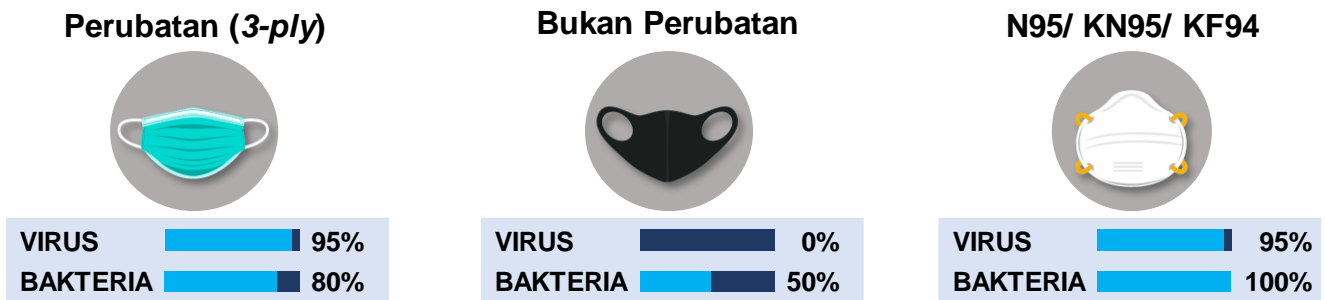 Perubatan (3-ply)
VIRUS 95%
BAKTERIA 80%
Bukan Perubatan
VIRUS 0%
BAKTERIA 50%
N95/ KN95/ KF94
VIRUS 95%
BAKTERIA 100%